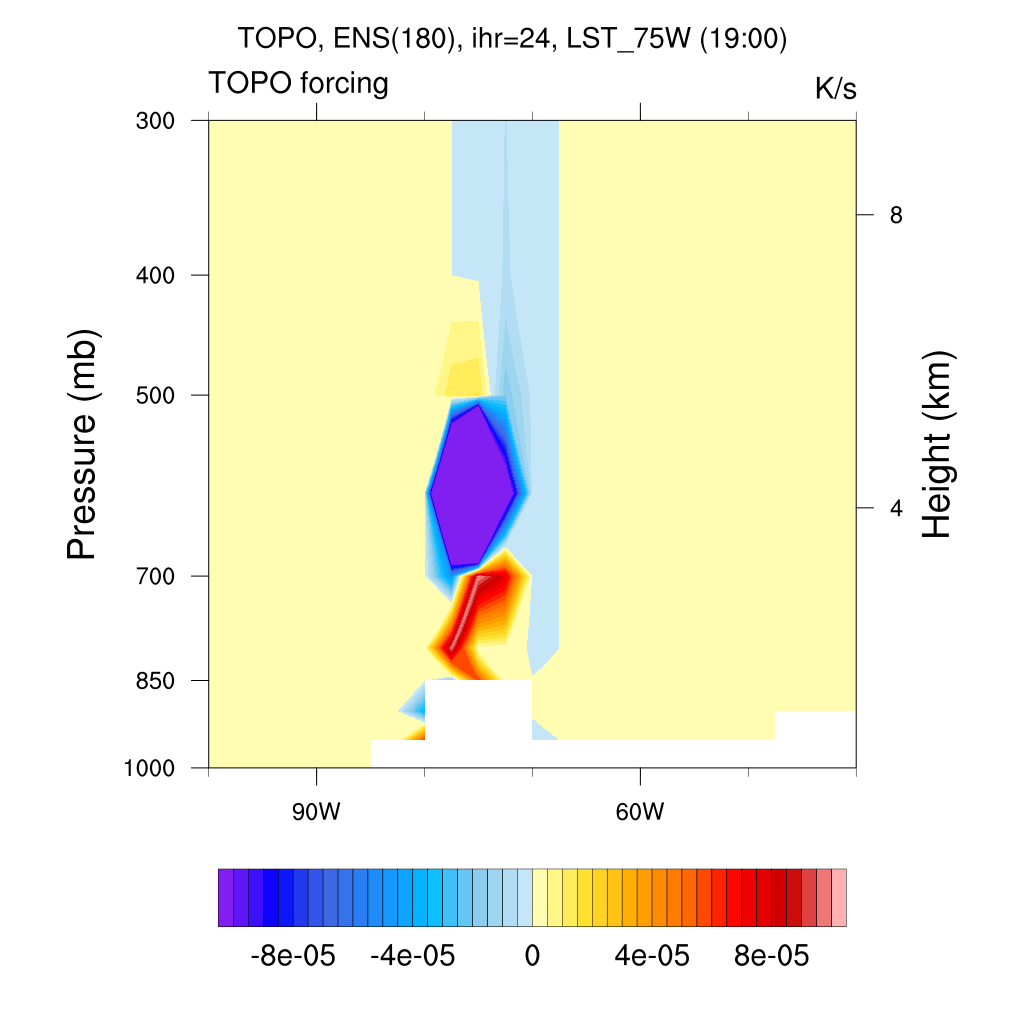 TOPO, ENS(180), ihr=24, LST_75W (19:00)
TOPO forcing
K/s
300
400
500
700
850
1000
Pressure (mb)
8
4
Height (km)
90W
60W
-8e-05
-4e-05
0
4e-05
8e-05